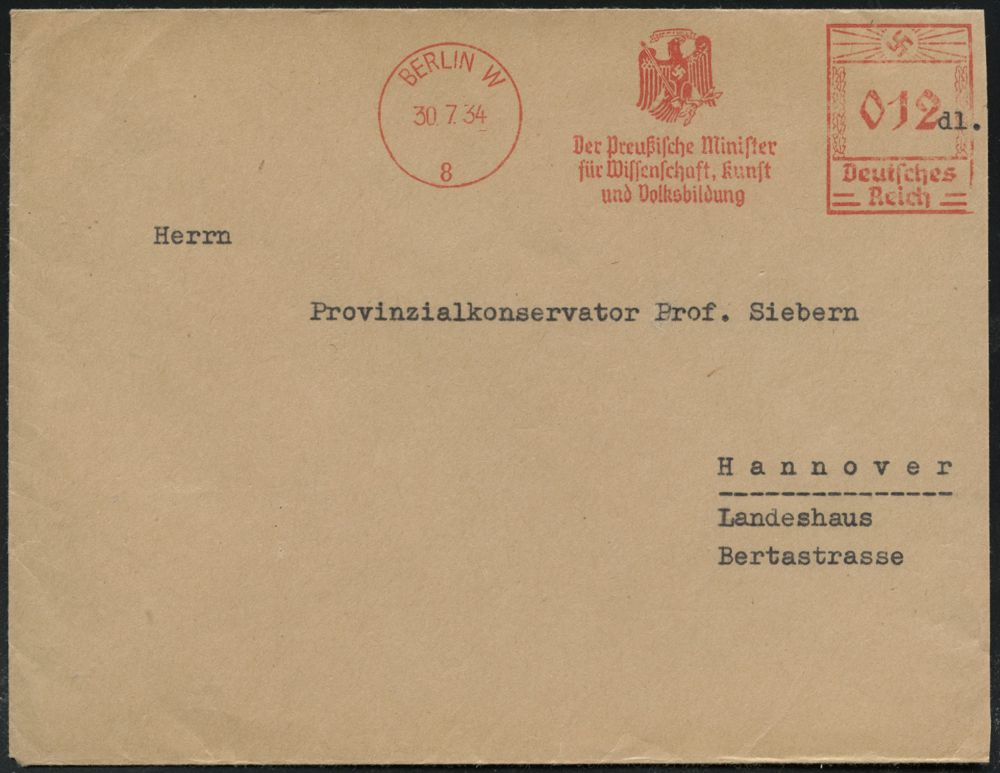 BERLIN W
30.7.34
8
Der Preußische Minister
für Wissenschaft, Kunst
und Volksbildung
012
dl.
Deutsches
Reich
Herrn
Provinzialkonservator Prof. Siebern
Hannover
Landeshaus
Bertastrasse